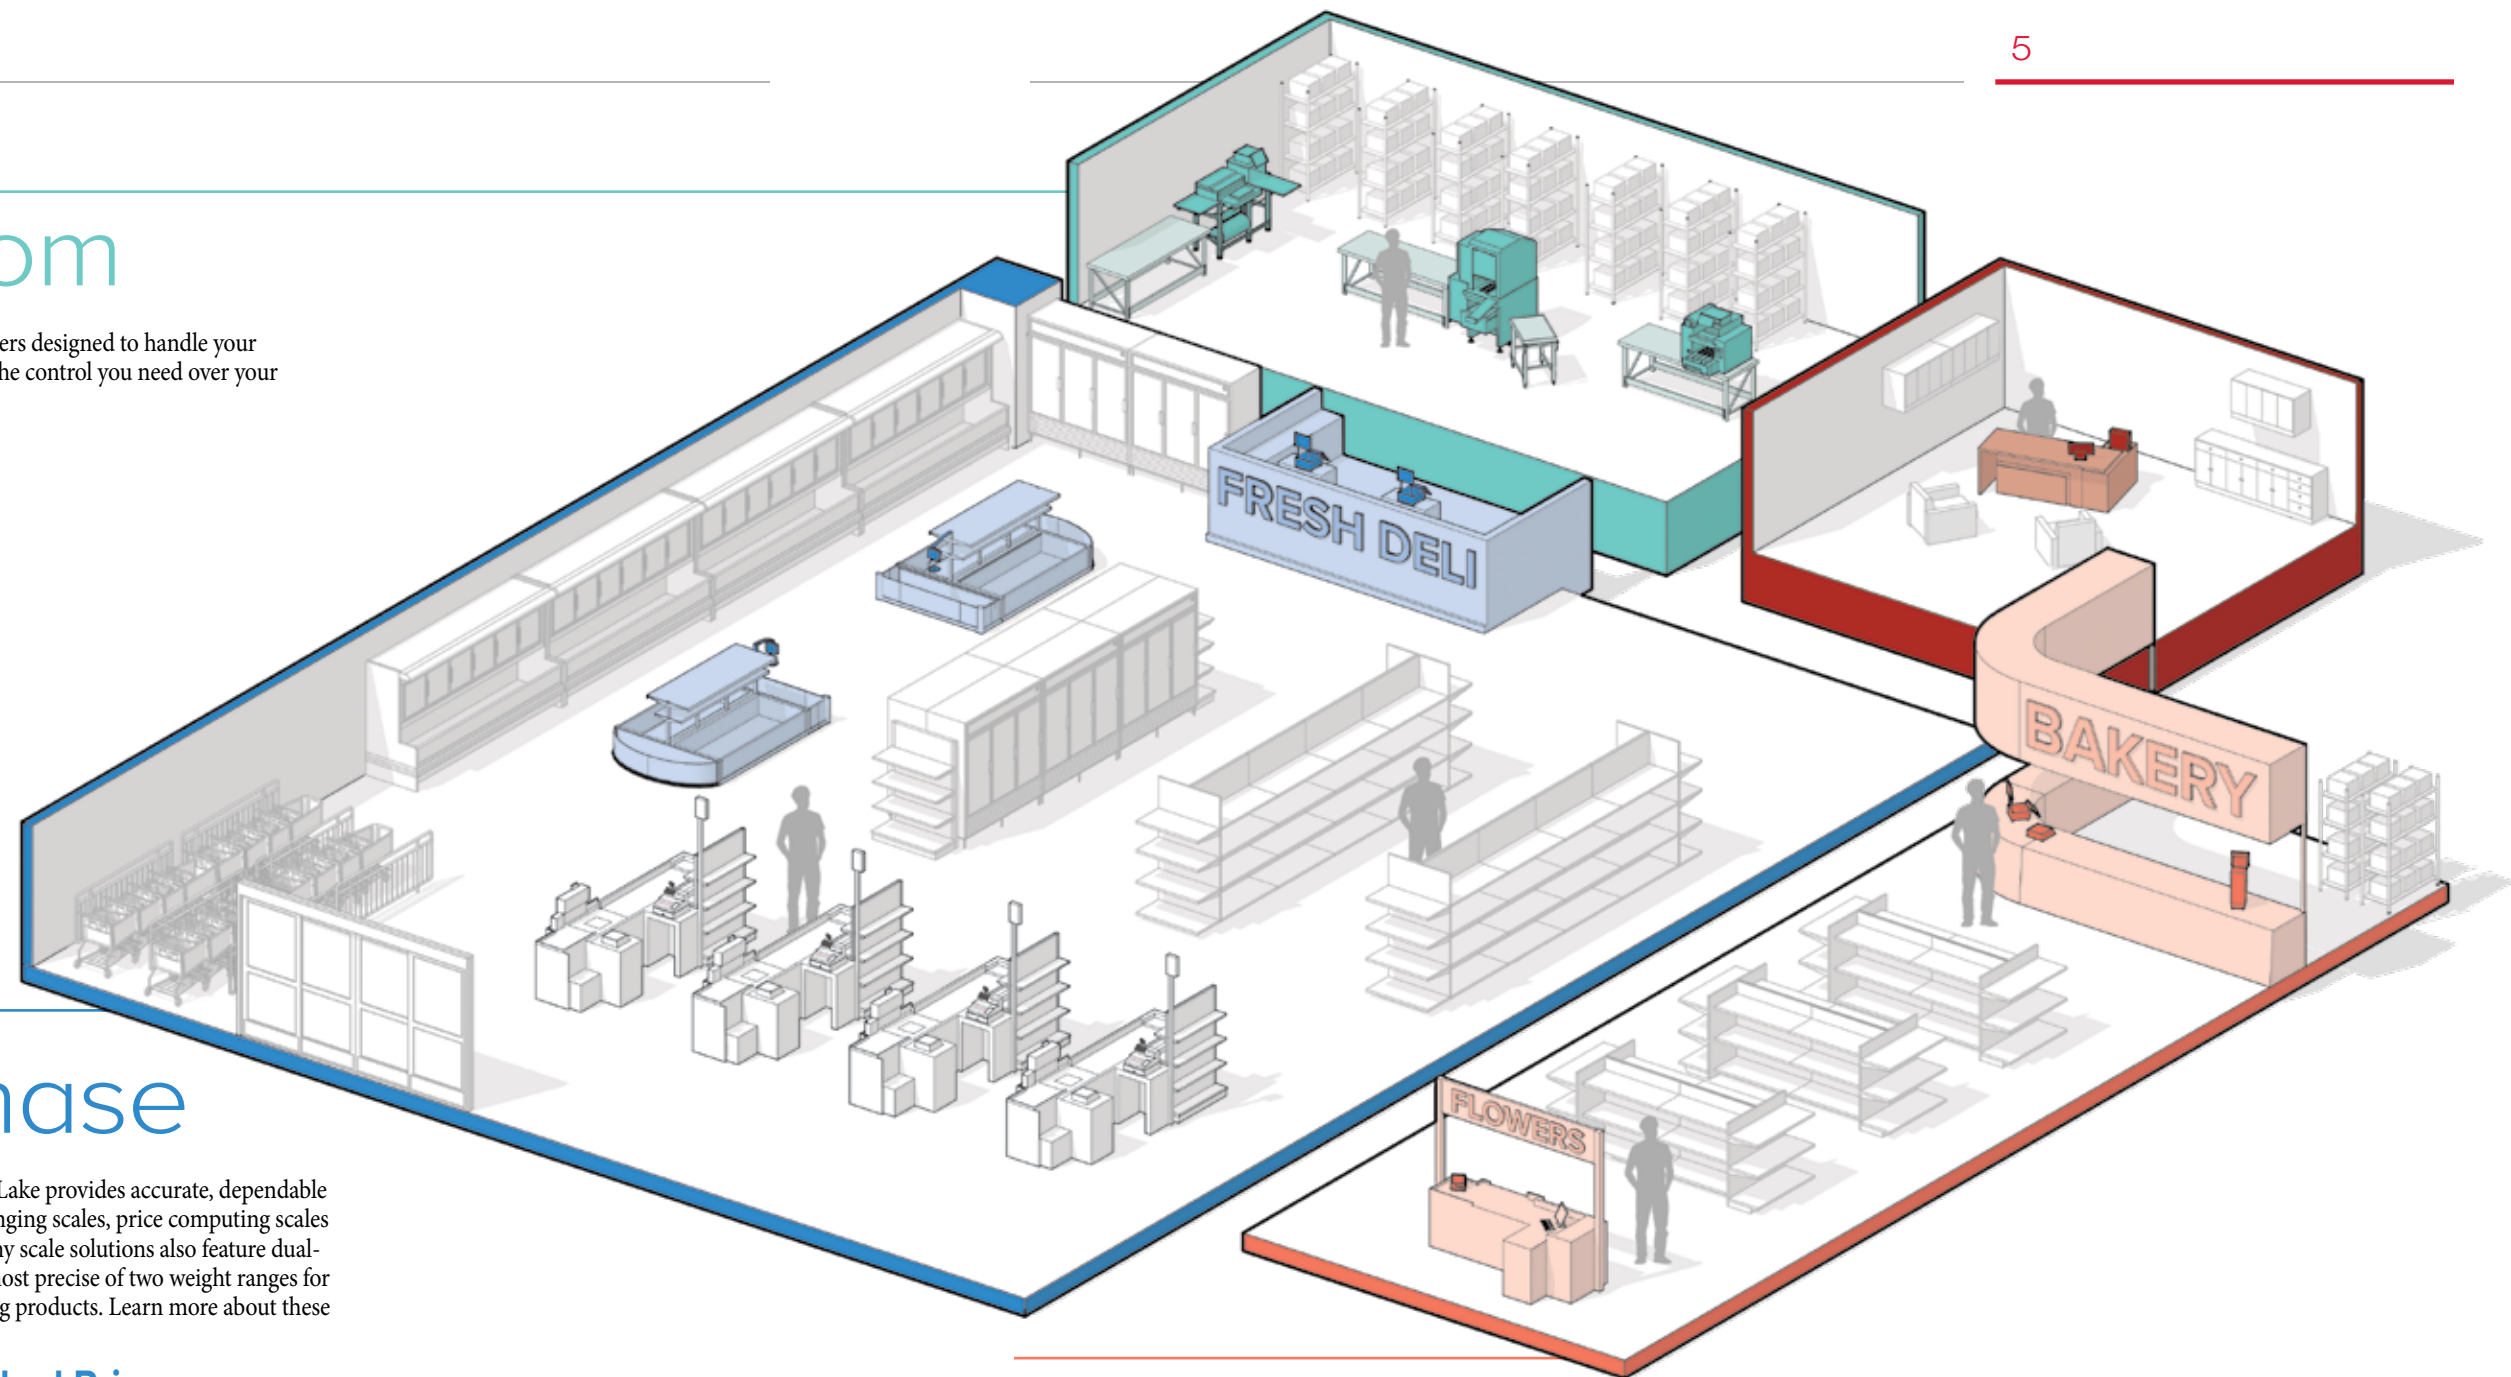 5
om
ers designed to handle your
he control you need over your
FRESH DELI
BAKERY
FLOWERS
hase
Lake provides accurate, dependable
nging scales, price computing scales
ny scale solutions also feature dual-
nost precise of two weight ranges for
g products. Learn more about these